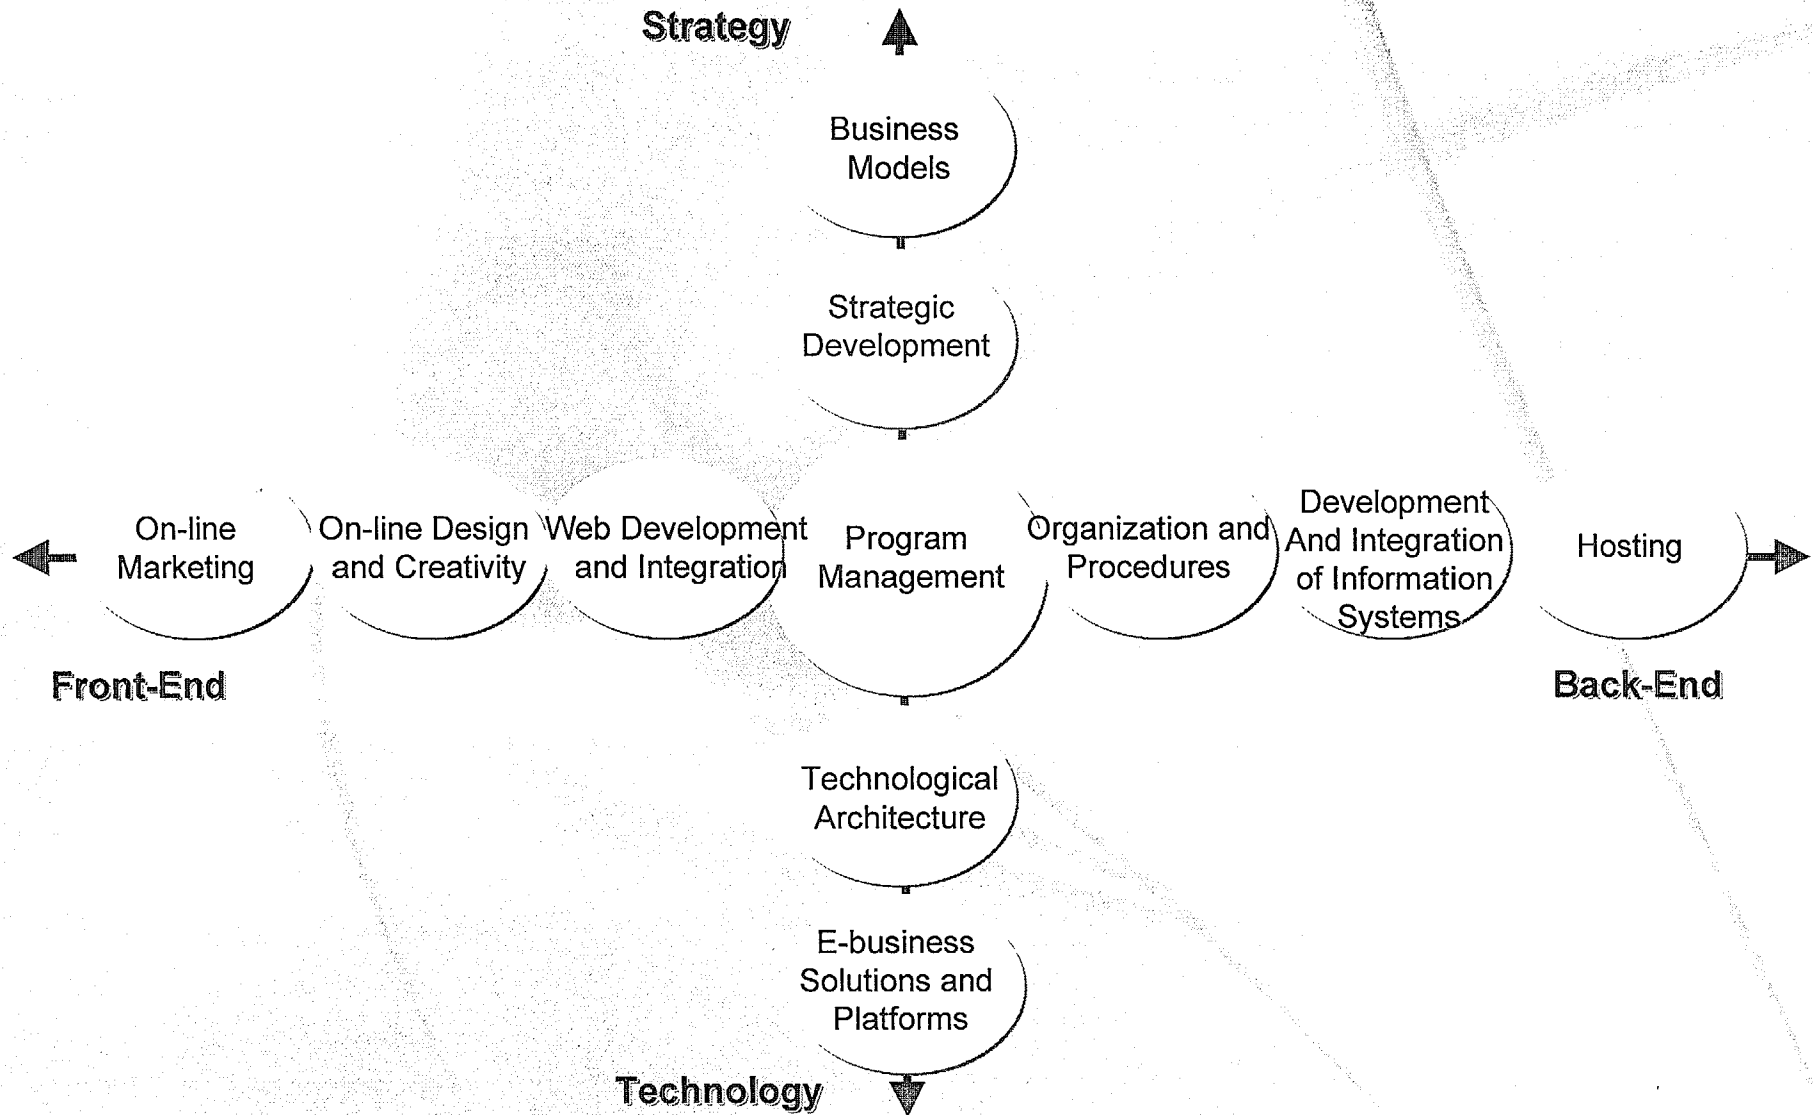 Strategy
Business
Models
Strategic
Development
On-line
Marketing
On-line Design
and Creativity
Web Development
and Integration
Program
Management
Organization and
Procedures
Development
And Integration
of Information
Systems
Hosting
Front-End
Back-End
Technological
Architecture
E-business
Solutions and
Platforms
Technology